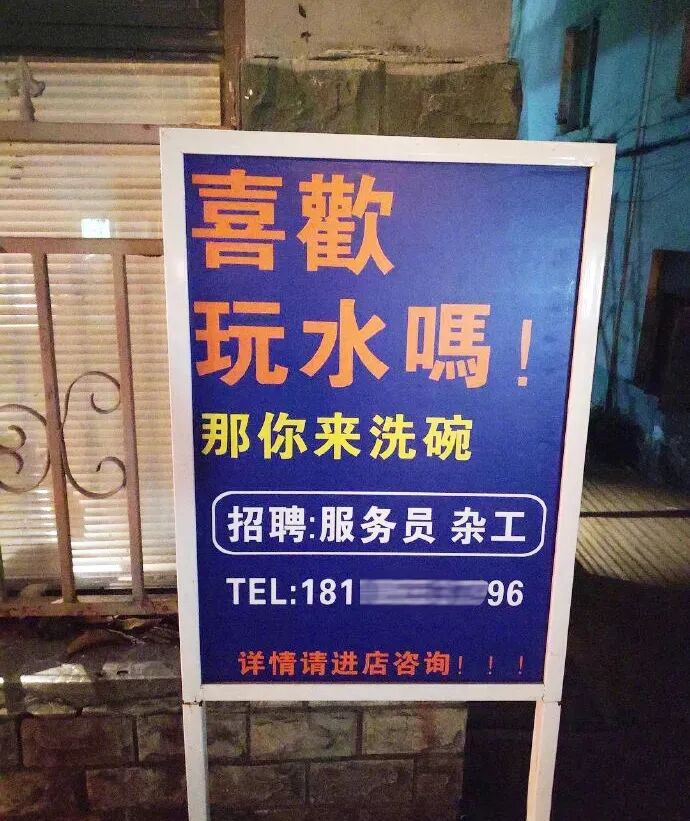 喜歡
玩水嗎！
那你来洗碗
招聘:服务员 杂工
TEL:181 96
详情请进店咨询！！！